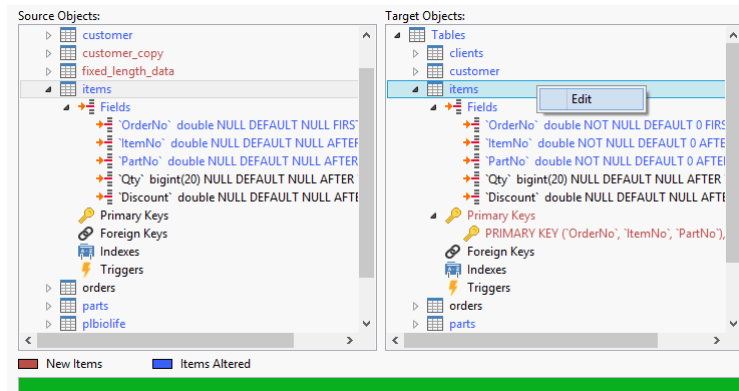 Source Objects:
customer
customer_copy
fixed_length_data
items
Fields
`OrderNo` double NULL DEFAULT NULL FIRST
`ItemNo` double NULL DEFAULT NULL AFTER
`PartNo` double NULL DEFAULT NULL AFTER
`Qty` bigint(20) NULL DEFAULT NULL AFTER
`Discount` double NULL DEFAULT NULL AFTE
Primary Keys
Foreign Keys
Indexes
Triggers
orders
parts
plbiolife
Target Objects:
Tables
clients
customer
items
Edit
Fields
`OrderNo` double NOT NULL DEFAULT 0 FIRS
`ItemNo` double NOT NULL DEFAULT 0 AFTE
`PartNo` double NOT NULL DEFAULT 0 AFTE
`Qty` bigint(20) NULL DEFAULT NULL AFTER
`Discount` double NULL DEFAULT NULL AFTE
Primary Keys
PRIMARY KEY (`OrderNo`, `ItemNo`, `PartNo`),
Foreign Keys
Indexes
Triggers
orders
parts
New Items
Items Altered